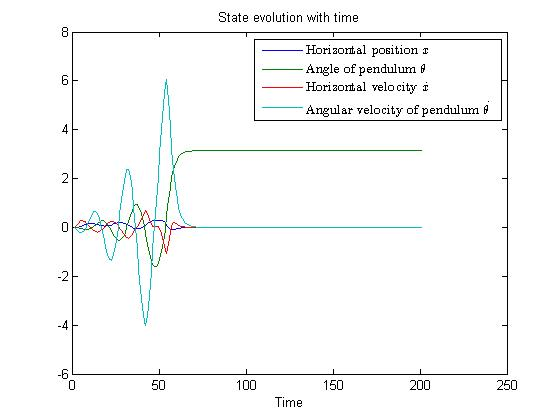 State evolution with time
8
6
4
2
0
-2
-4
-6
Horizontal position x
Angle of pendulum θ
Horizontal velocity ẋ
Angular velocity of pendulum θ̇
0 50 100 150 200 250
Time